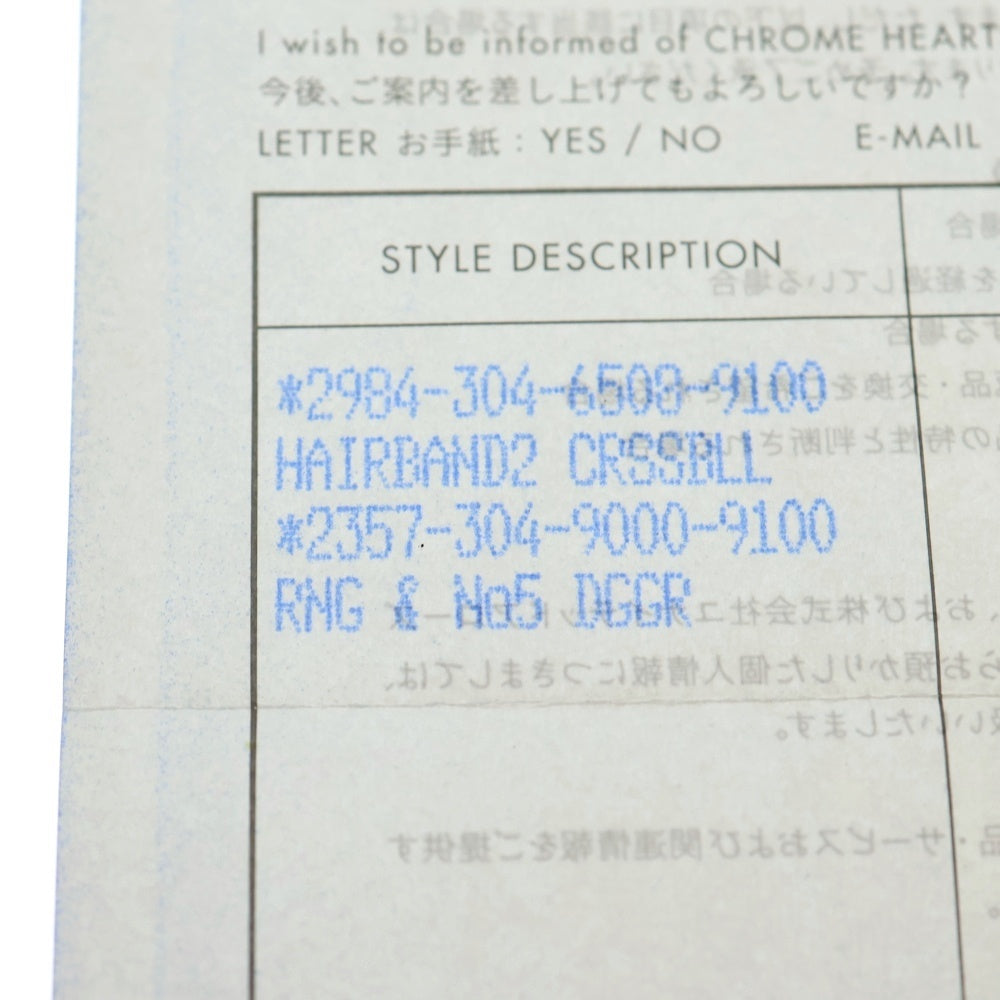 I wish to be informed of CHROME HEART
今後、ご案内を差し上げてもよろしいですか？
LETTER お手紙 : YES / NO E-MAIL
STYLE DESCRIPTION
*2984-304-6508-9100
HAIRBAND2 CRSSBLL
*2357-304-9000-9100
RNG & No5 DGGR